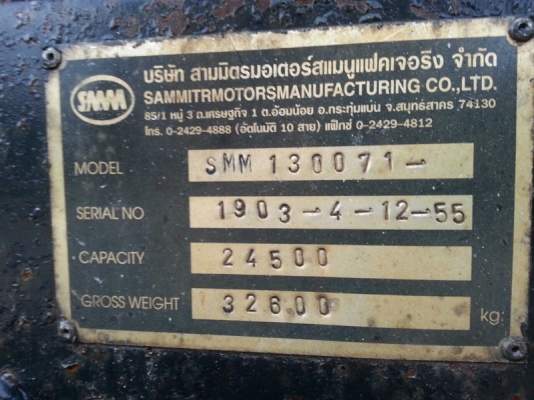 SMM
บริษัท สามมิตรมอเตอร์สแมนูแฟคเจอริง จำกัด
SAMMITRMOTORSMANUFACTURING CO.,LTD.
85/1 หมู่ 3 ถ.เศรษฐกิจ 1 ต.อ้อมน้อย อ.กระทุ่มแบน จ.สมุทรสาคร 74130
โทร. 0-2429-4888 (อัตโนมัติ 10 สาย) แฟ็กซ์ 0-2429-4812
MODEL SMM 130071-
SERIAL NO 1903-4-12-55
CAPACITY 24500
GROSS WEIGHT 32600 kg.